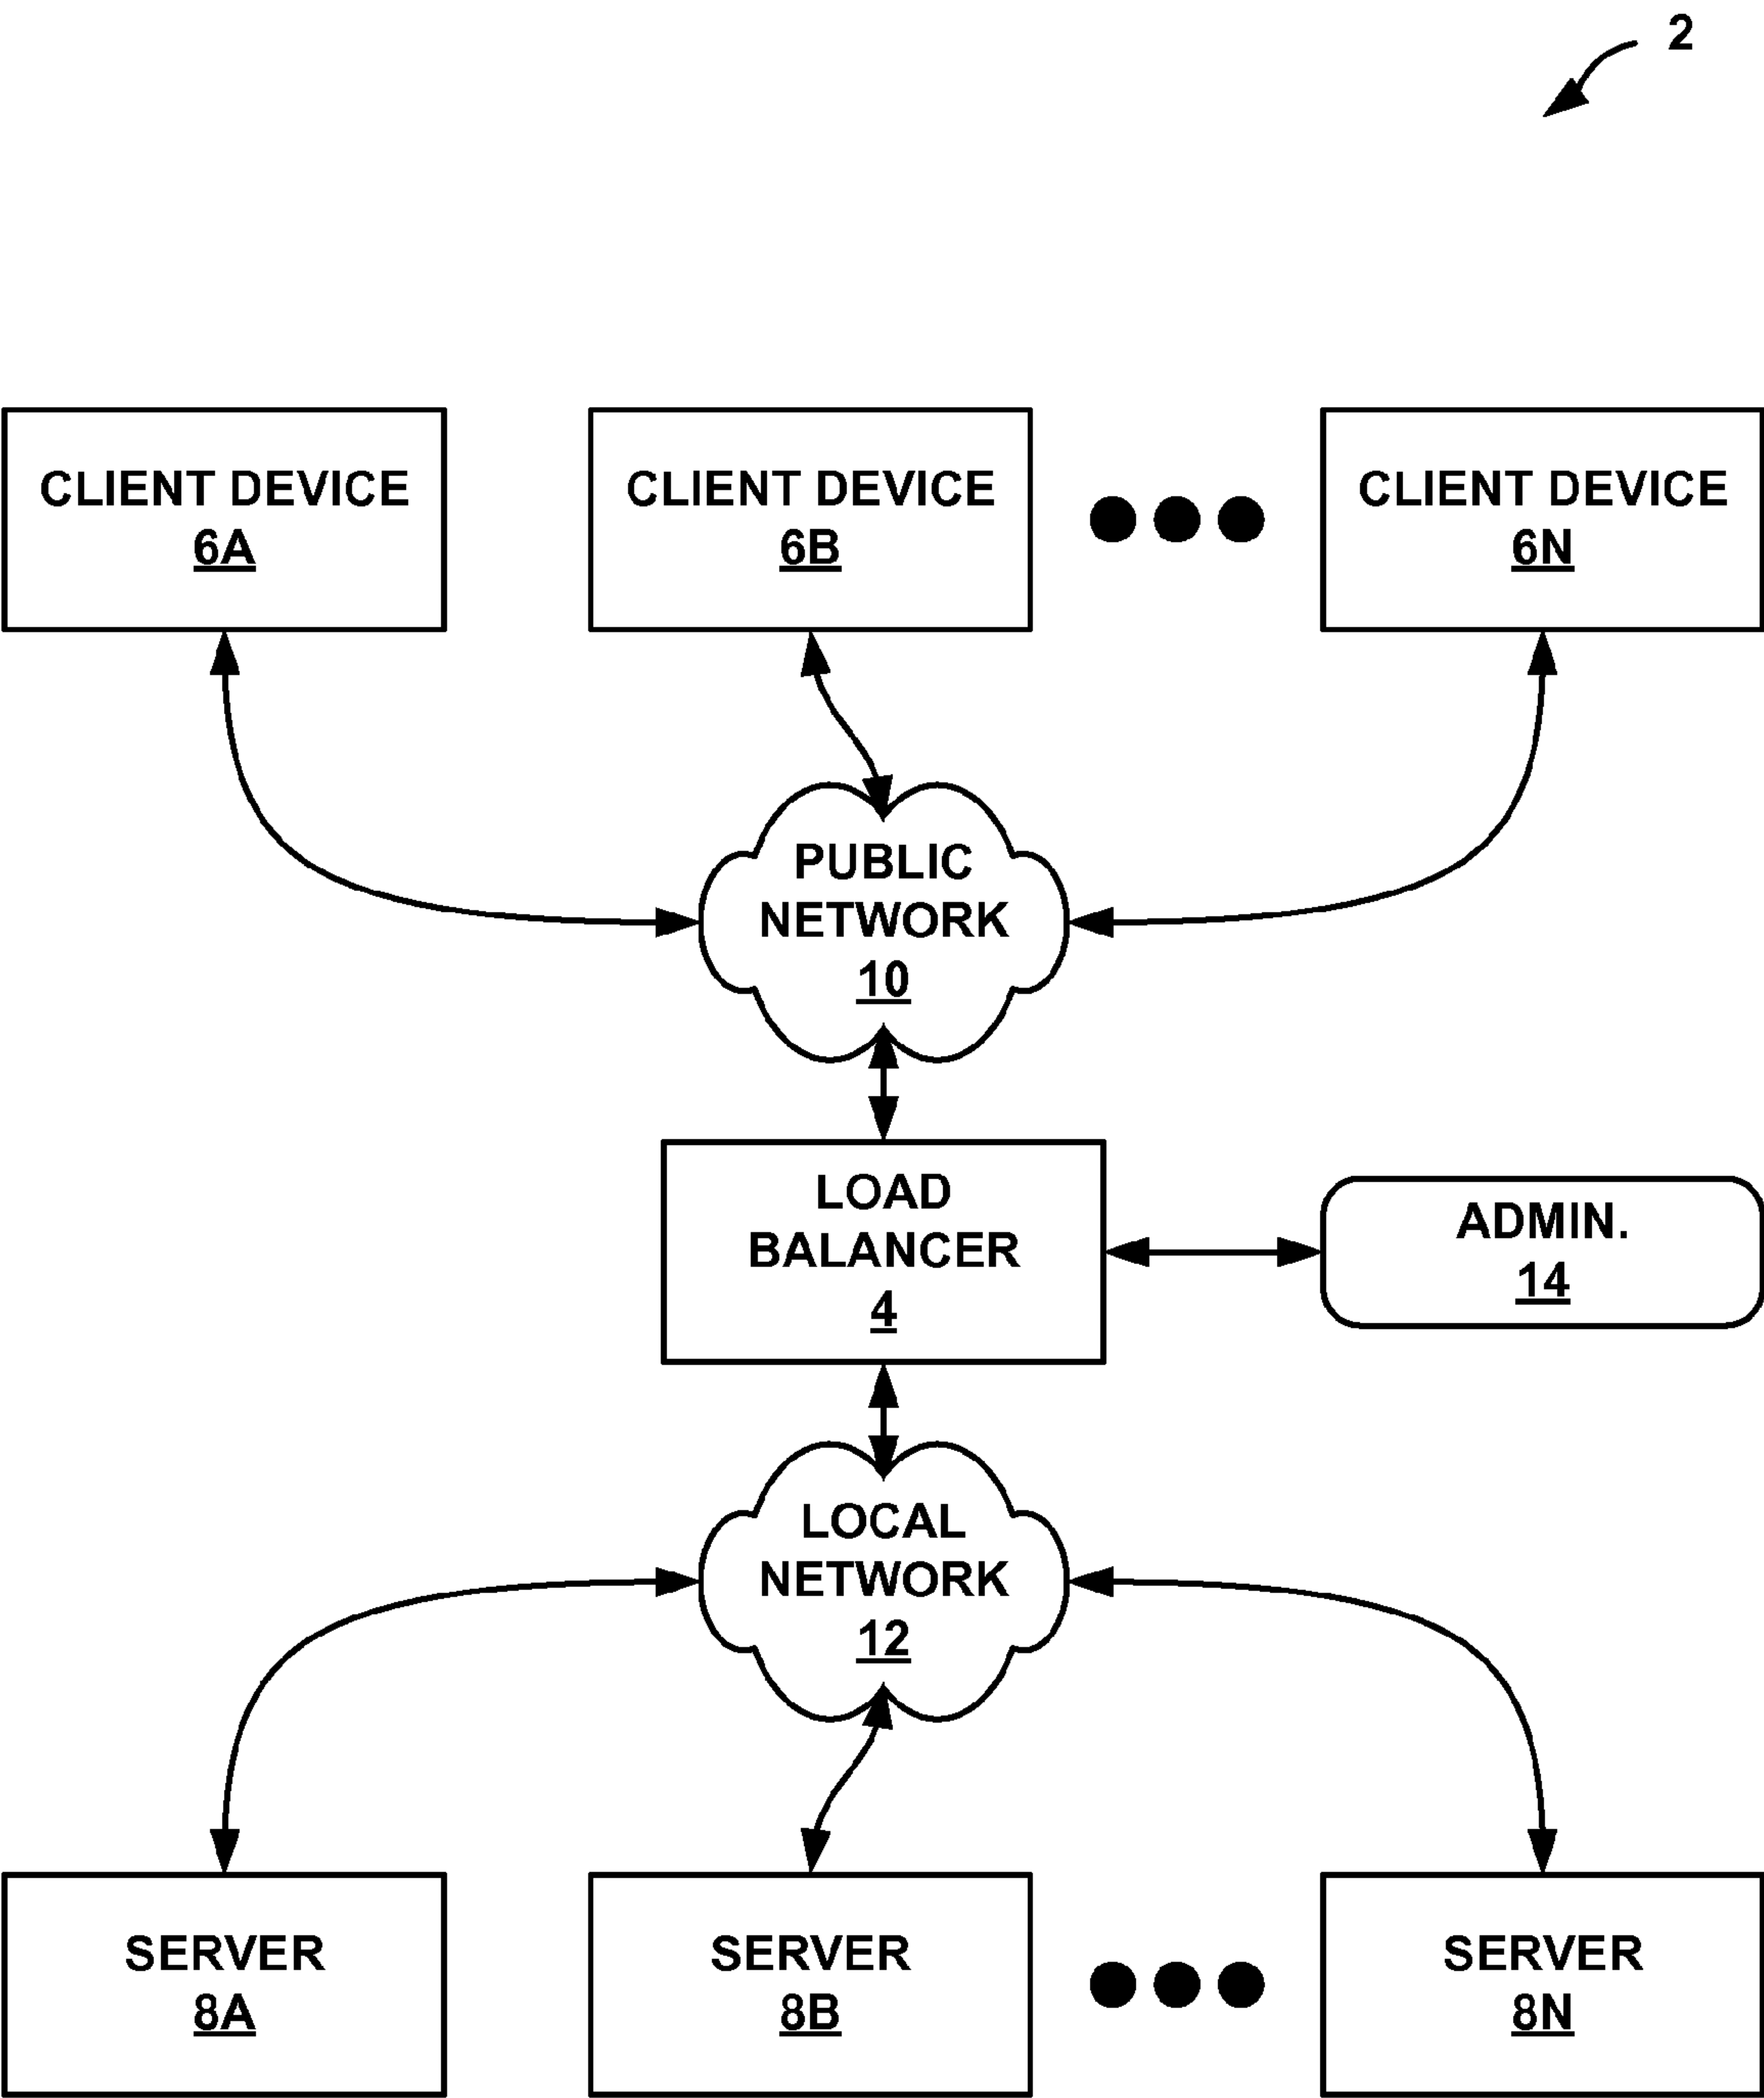 2
CLIENT DEVICE
6A
CLIENT DEVICE
6B
CLIENT DEVICE
6N
PUBLIC
NETWORK
10
LOAD
BALANCER
4
ADMIN.
14
LOCAL
NETWORK
12
SERVER
8A
SERVER
8B
SERVER
8N